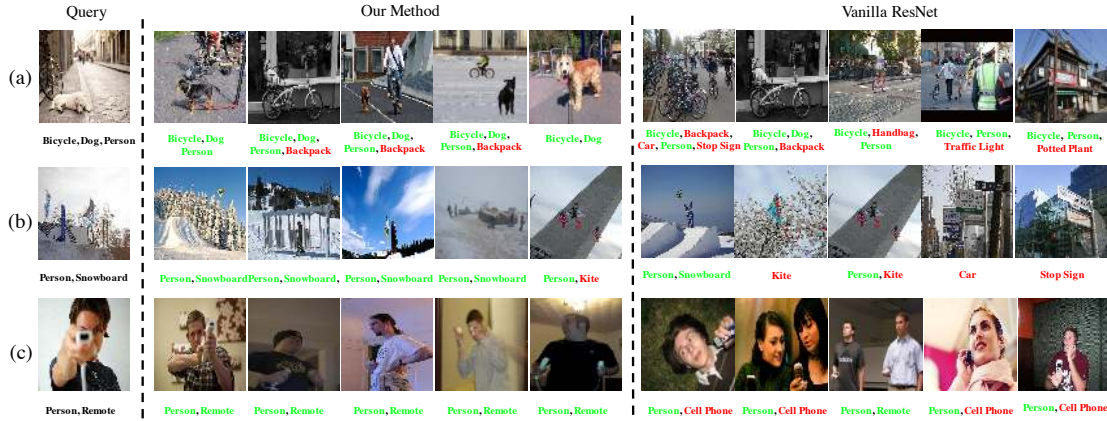 Query
Our Method
Vanilla ResNet
(a)
Bicycle, Dog, Person
Bicycle, Dog
Person
Bicycle, Dog,
Person, Backpack
Bicycle, Dog,
Person, Backpack
Bicycle, Dog,
Person, Backpack
Bicycle, Dog
Bicycle, Backpack,
Car, Person, Stop Sign
Bicycle, Dog,
Person, Backpack
Bicycle, Handbag,
Person
Bicycle, Person,
Traffic Light
Bicycle, Person,
Potted Plant
(b)
Person, Snowboard
Person, Snowboard
Person, Snowboard,
Person, Snowboard
Person, Snowboard
Person, Kite
Person, Snowboard
Kite
Person, Kite
Car
Stop Sign
(c)
Person, Remote
Person, Remote
Person, Remote
Person, Remote
Person, Remote
Person, Remote
Person, Cell Phone
Person, Cell Phone
Person, Remote
Person, Cell Phone
Person, Cell Phone